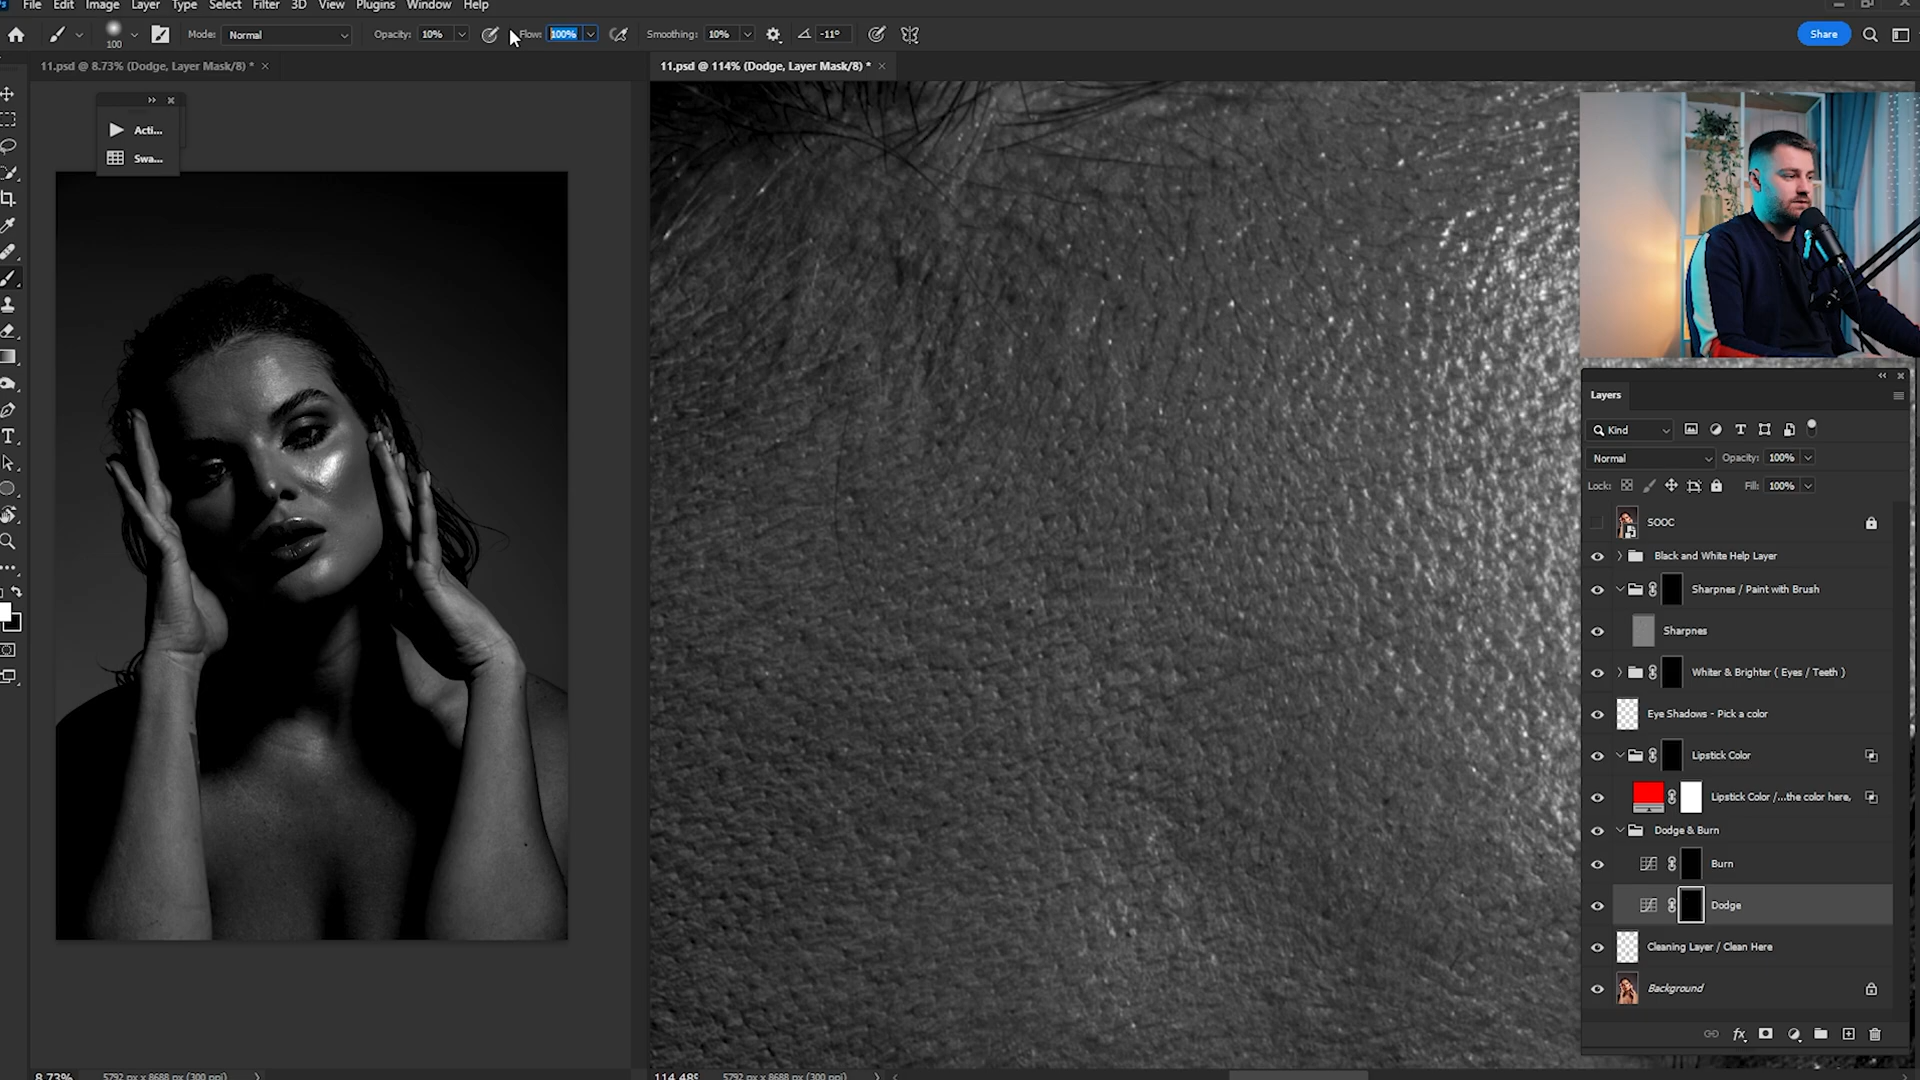 File Edit Image Layer Type Select Filter 3D View Plugins Window Help
100 Mode: Normal Opacity: 10% Flow: 100% Smoothing: 10% -11° Share
11.psd @ 8.73% (Dodge, Layer Mask/8) * ×
11.psd @ 114% (Dodge, Layer Mask/8) * ×
Acti...
Swa...
Layers
Kind
Normal Opacity: 100%
Lock: Fill: 100%
SOOC
Black and White Help Layer
Sharpnes / Paint with Brush
Sharpnes
Whiter & Brighter ( Eyes / Teeth )
Eye Shadows - Pick a color
Lipstick Color
Lipstick Color /...the color here,
Dodge & Burn
Burn
Dodge
Cleaning Layer / Clean Here
Background
8.73% 5792 px x 8688 px (300 ppi)
114.48% 5792 px x 8688 px (300 ppi)